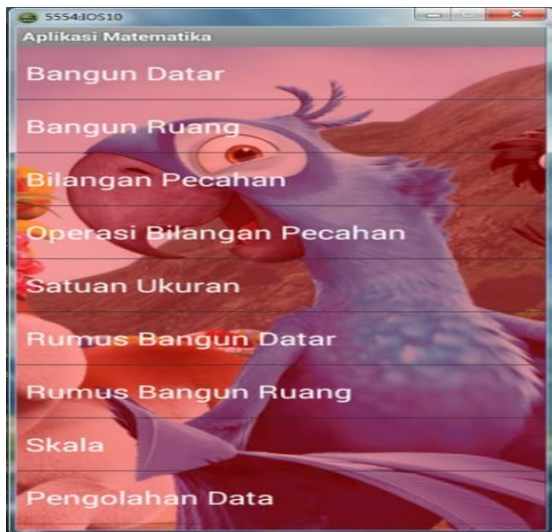 5554:IOS10
Aplikasi Matematika
Bangun Datar
Bangun Ruang
Bilangan Pecahan
Operasi Bilangan Pecahan
Satuan Ukuran
Rumus Bangun Datar
Rumus Bangun Ruang
Skala
Pengolahan Data